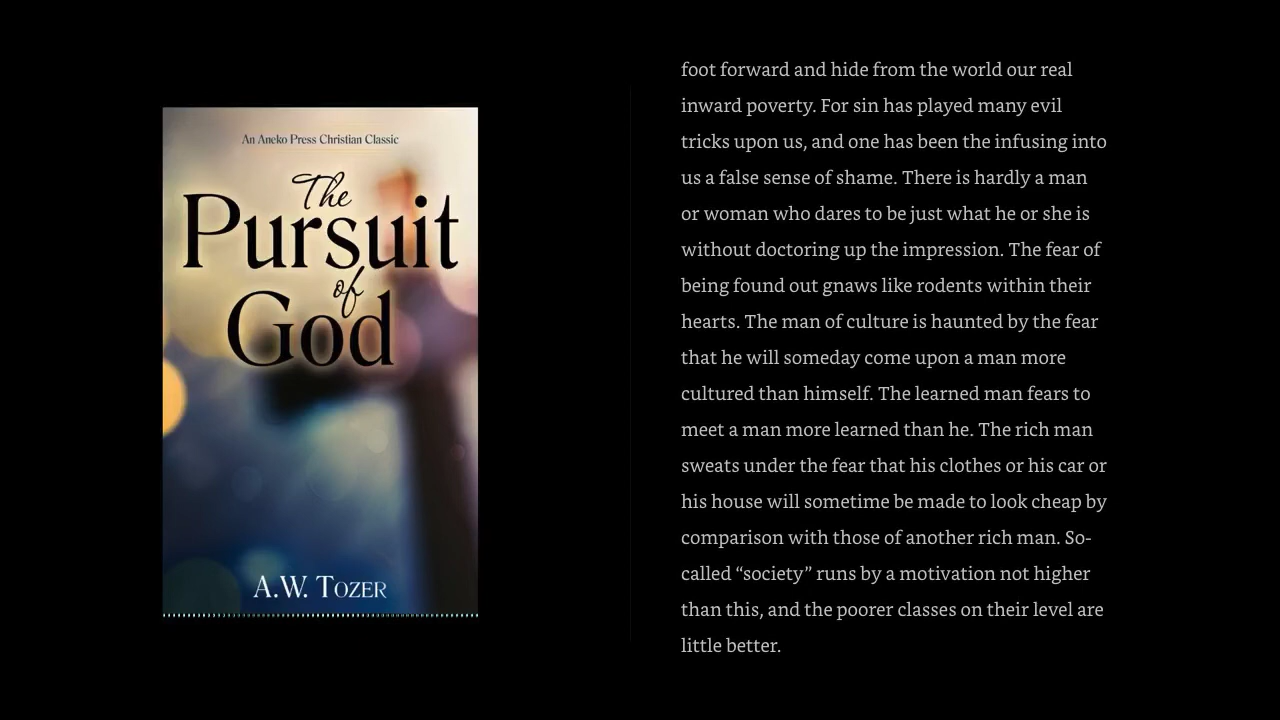 An Aneko Press Christian Classic
The
Pursuit
of
God
A.W. Tozer
foot forward and hide from the world our real
inward poverty. For sin has played many evil
tricks upon us, and one has been the infusing into
us a false sense of shame. There is hardly a man
or woman who dares to be just what he or she is
without doctoring up the impression. The fear of
being found out gnaws like rodents within their
hearts. The man of culture is haunted by the fear
that he will someday come upon a man more
cultured than himself. The learned man fears to
meet a man more learned than he. The rich man
sweats under the fear that his clothes or his car or
his house will sometime be made to look cheap by
comparison with those of another rich man. So-
called “society” runs by a motivation not higher
than this, and the poorer classes on their level are
little better.